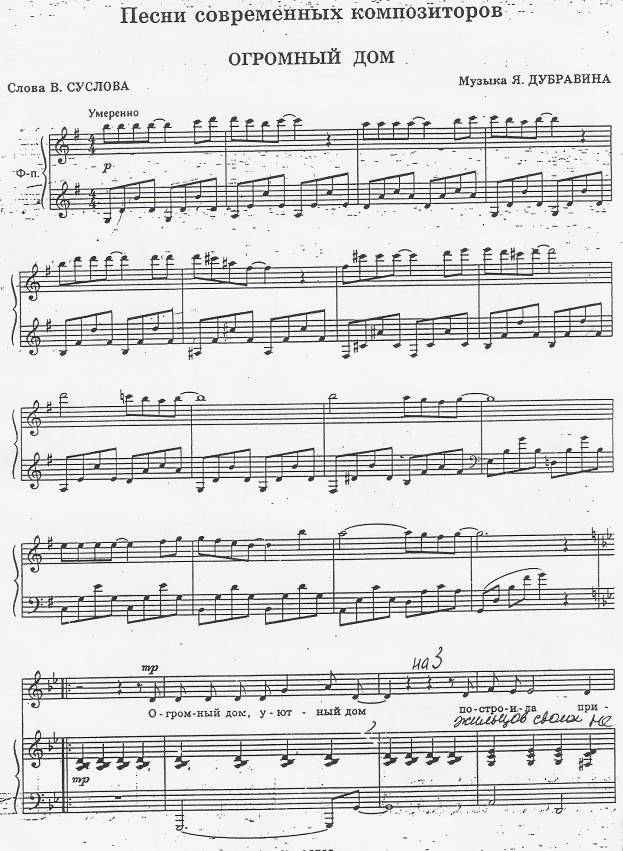 Песни современных композиторов
ОГРОМНЫЙ ДОМ
Слова В. СУСЛОВА
Музыка Я. ДУБРАВИНА
Умеренно
Ф-п.
p
mp
на 3
О-гром-ный дом, у-ют-ный дом по-стро-и-ла при-
жильцов своих не
2
mp